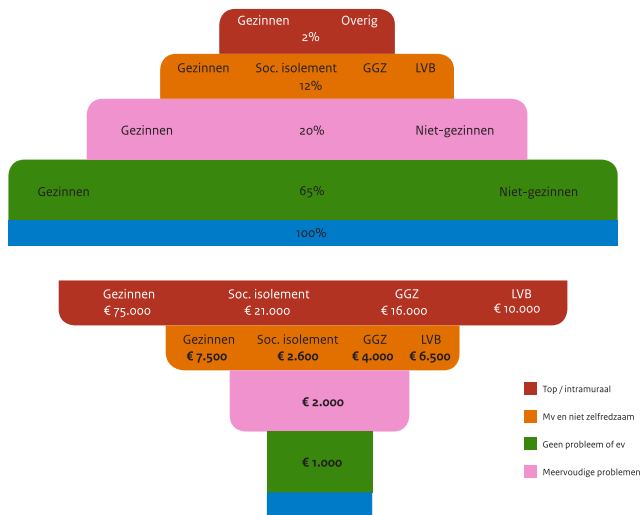 Gezinnen Overig
2%
Gezinnen Soc. isolement GGZ LVB
12%
Gezinnen 20% Niet-gezinnen
Gezinnen 65% Niet-gezinnen
100%
Gezinnen Soc. isolement GGZ LVB
€ 75.000 € 21.000 € 16.000 € 10.000
Gezinnen Soc. isolement GGZ LVB
€ 7.500 € 2.600 € 4.000 € 6.500
€ 2.000
€ 1.000
Top / intramuraal
Mv en niet zelfredzaam
Geen probleem of ev
Meervoudige problemen